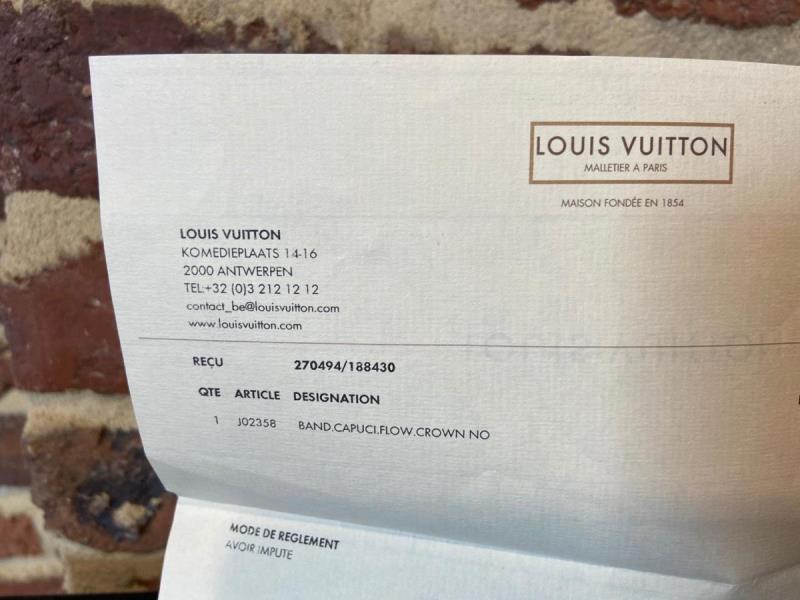 LOUIS VUITTON
MALLETIER A PARIS
MAISON FONDÉE EN 1854
LOUIS VUITTON
KOMEDIEPLAATS 14-16
2000 ANTWERPEN
TEL:+32 (0)3 212 12 12
contact_be@louisvuitton.com
www.louisvuitton.com
REÇU 270494/188430
QTE ARTICLE DESIGNATION
1 J02358 BAND.CAPUCI.FLOW.CROWN NO
MODE DE REGLEMENT
AVOIR IMPUTE